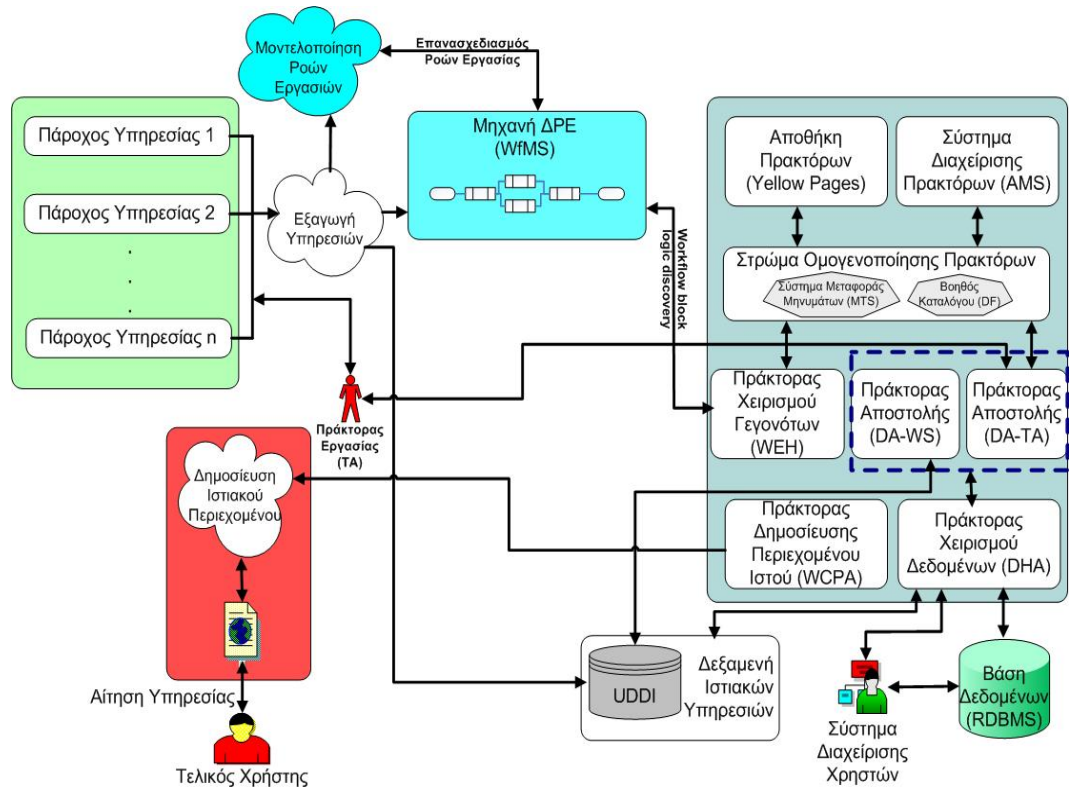 Μοντελοποίηση
Ροών
Εργασιών
Επανασχεδιασμός
Ροών Εργασίας
Πάροχος Υπηρεσίας 1
Πάροχος Υπηρεσίας 2
.
.
.
Πάροχος Υπηρεσίας n
Εξαγωγή
Υπηρεσιών
Μηχανή ΔΡΕ
(WfMS)
Workflow block
logic discovery
Αποθήκη
Πρακτόρων
(Yellow Pages)
Σύστημα
Διαχείρισης
Πρακτόρων (AMS)
Στρώμα Ομογενοποίησης Πρακτόρων
Σύστημα Μεταφοράς
Μηνυμάτων (MTS)
Βοηθός
Καταλόγου (DF)
Πράκτορας
Χειρισμού
Γεγονότων
(WEH)
Πράκτορας
Αποστολής
(DA-WS)
Πράκτορας
Αποστολής
(DA-TA)
Πράκτορας
Εργασίας
(TA)
Δημοσίευση
Ιστιακού
Περιεχομένου
Πράκτορας
Δημοσίευσης
Περιεχομένου
Ιστού (WCPA)
Πράκτορας
Χειρισμού
Δεδομένων (DHA)
Αίτηση Υπηρεσίας
Τελικός Χρήστης
UDDI
Δεξαμενή
Ιστιακών
Υπηρεσιών
Σύστημα
Διαχείρισης
Χρηστών
Βάση
Δεδομένων
(RDBMS)